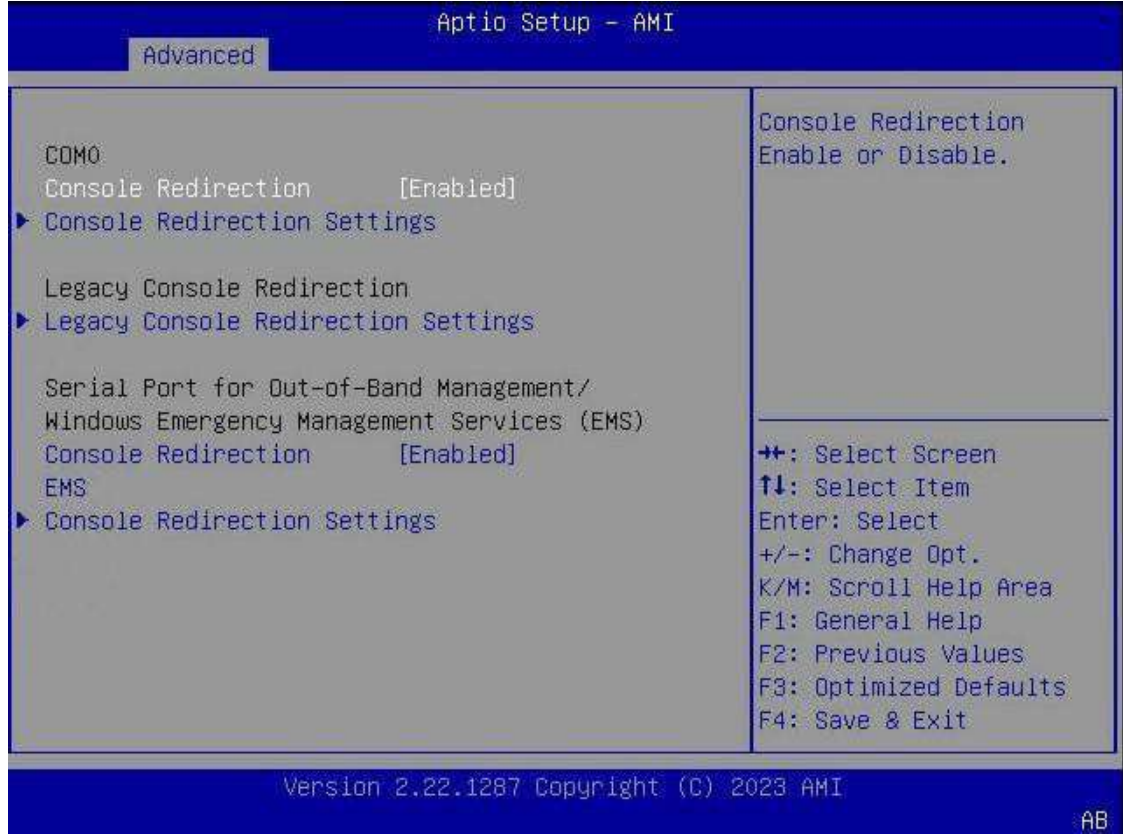 Aptio Setup – AMI
Advanced
COM0
Console Redirection [Enabled]
▶ Console Redirection Settings
Legacy Console Redirection
▶ Legacy Console Redirection Settings
Serial Port for Out-of-Band Management/
Windows Emergency Management Services (EMS)
Console Redirection [Enabled]
EMS
▶ Console Redirection Settings
Console Redirection
Enable or Disable.
→←: Select Screen
↑↓: Select Item
Enter: Select
+/-: Change Opt.
K/M: Scroll Help Area
F1: General Help
F2: Previous Values
F3: Optimized Defaults
F4: Save & Exit
Version 2.22.1287 Copyright (C) 2023 AMI
AB